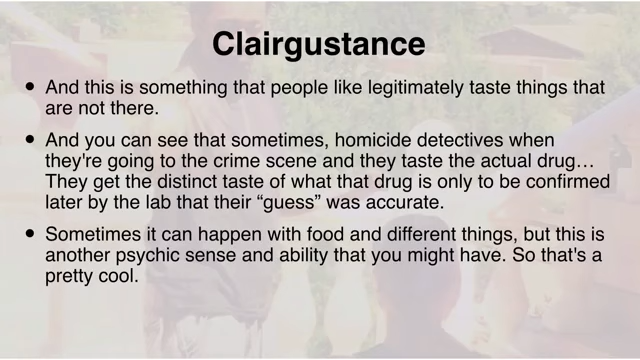 Clairgustance
• And this is something that people like legitimately taste things that
are not there.
• And you can see that sometimes, homicide detectives when
they're going to the crime scene and they taste the actual drug…
They get the distinct taste of what that drug is only to be confirmed
later by the lab that their “guess” was accurate.
• Sometimes it can happen with food and different things, but this is
another psychic sense and ability that you might have. So that's a
pretty cool.